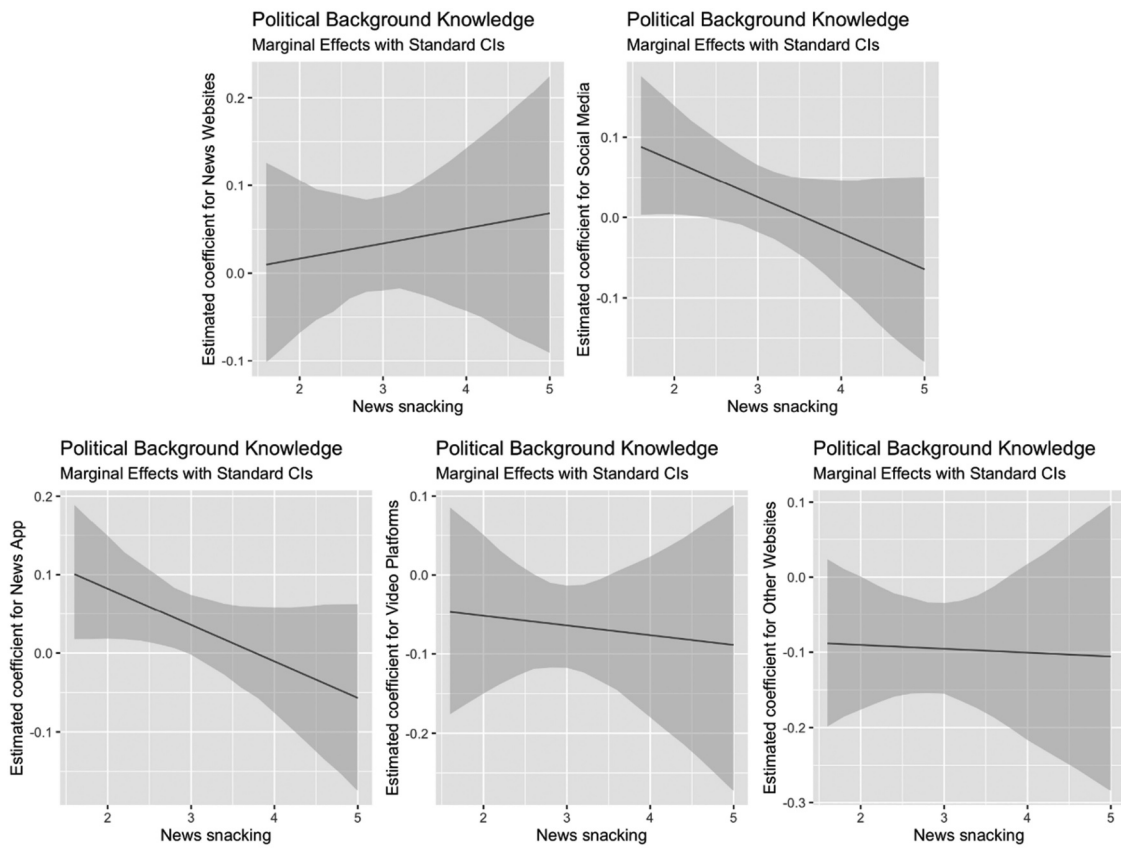 Political Background Knowledge
Marginal Effects with Standard CIs
Estimated coefficient for News Websites
0.2
0.1
0.0
-0.1
2 3 4 5
News snacking
Political Background Knowledge
Marginal Effects with Standard CIs
Estimated coefficient for Social Media
0.1
0.0
-0.1
2 3 4 5
News snacking
Political Background Knowledge
Marginal Effects with Standard CIs
Estimated coefficient for News App
0.2
0.1
0.0
-0.1
2 3 4 5
News snacking
Political Background Knowledge
Marginal Effects with Standard CIs
Estimated coefficient for Video Platforms
0.1
0.0
-0.1
-0.2
2 3 4 5
News snacking
Political Background Knowledge
Marginal Effects with Standard CIs
Estimated coefficient for Other Websites
0.1
0.0
-0.1
-0.2
-0.3
2 3 4 5
News snacking